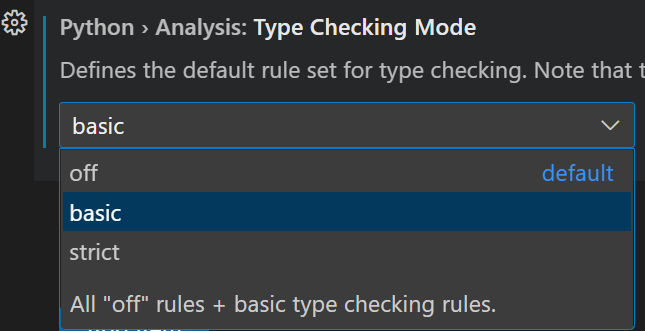 Python › Analysis: Type Checking Mode
Defines the default rule set for type checking. Note that t
basic
off default
basic
strict
All "off" rules + basic type checking rules.